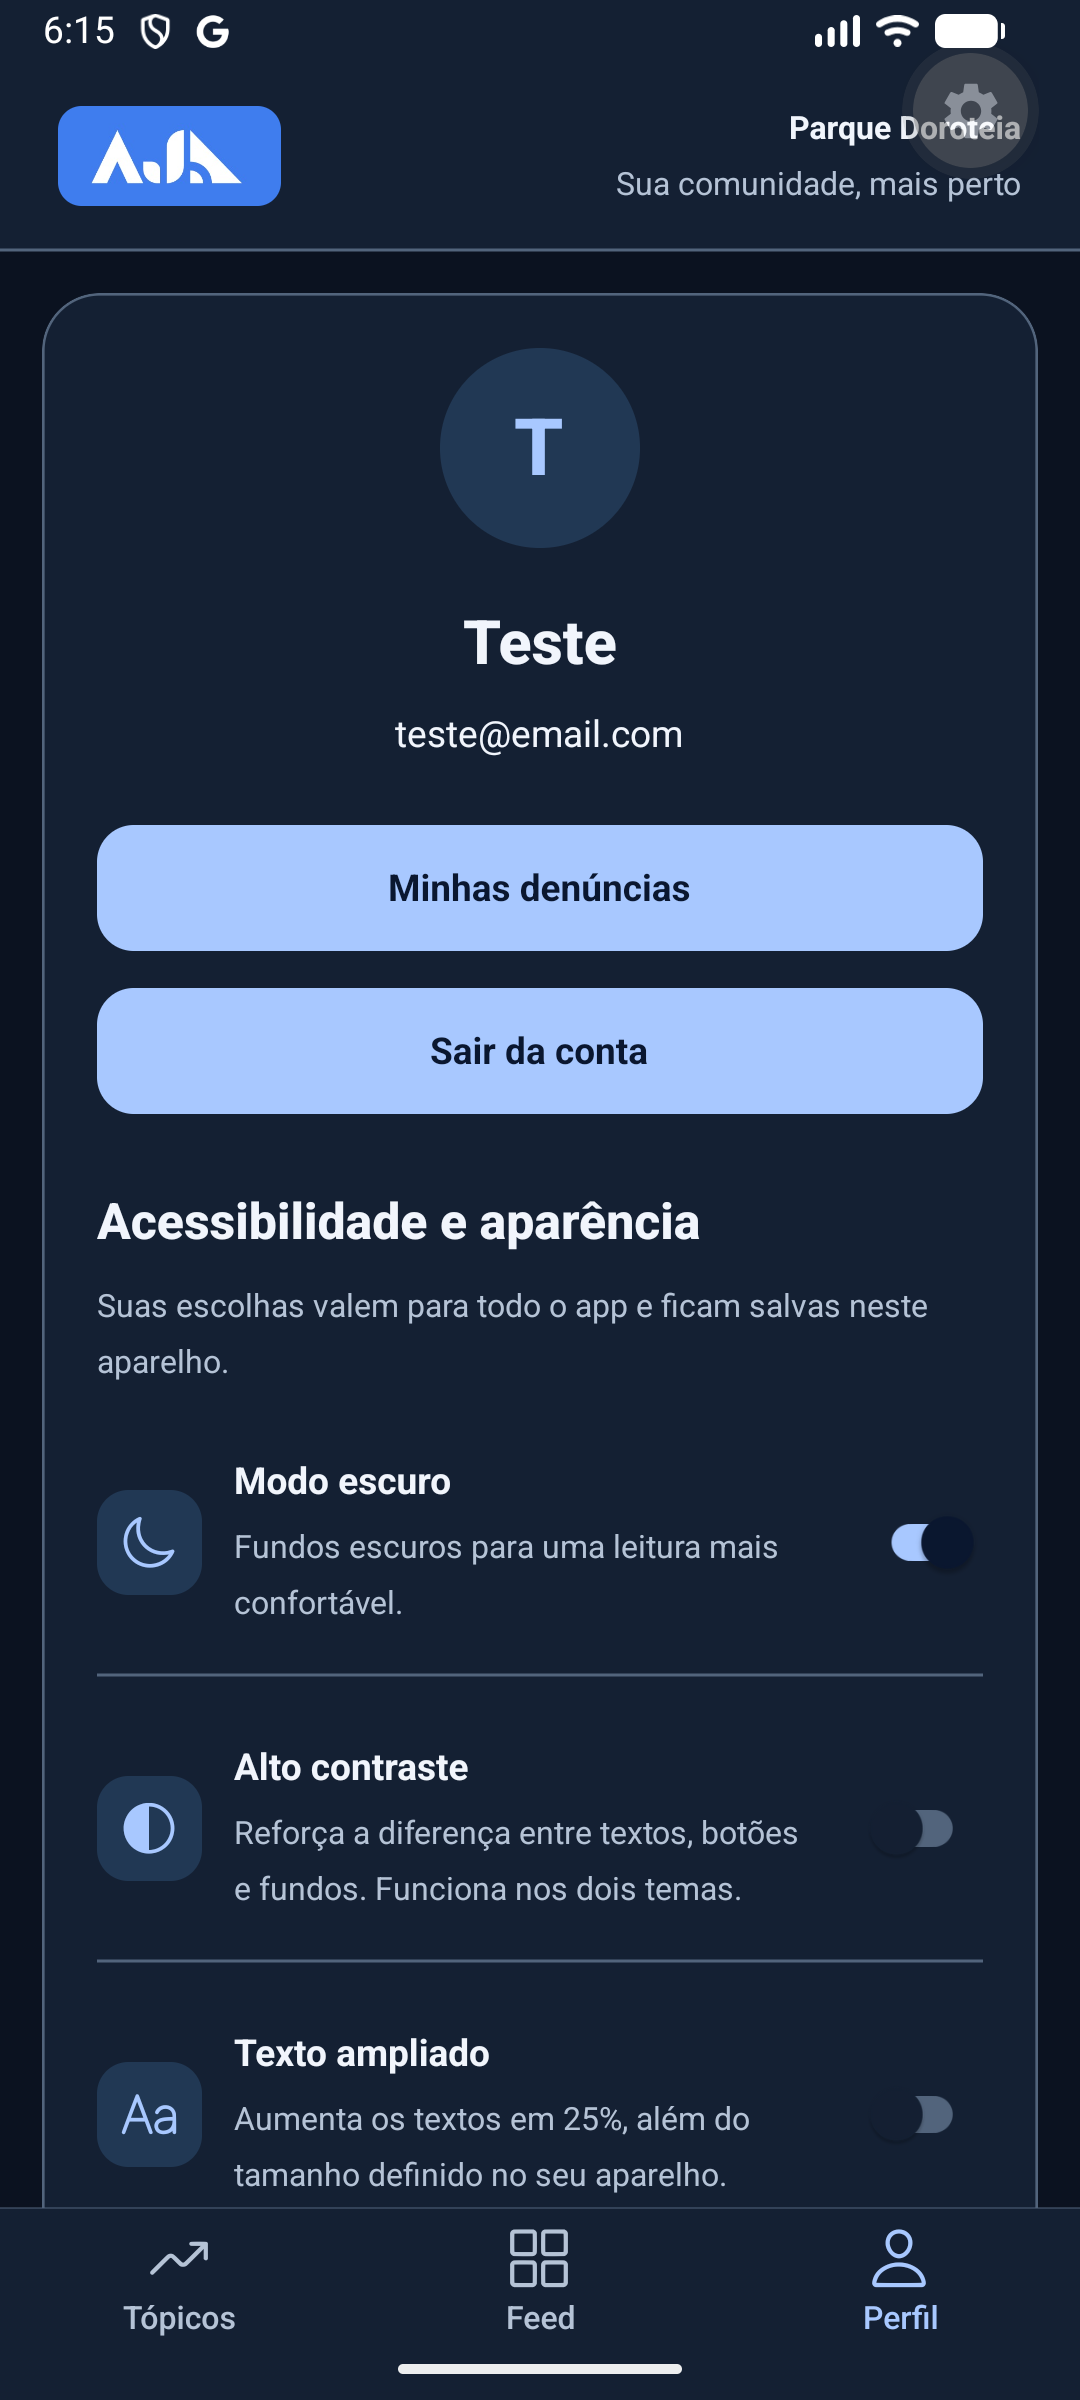 6:15
AJA
Parque Doroteia
Sua comunidade, mais perto
T
Teste
teste@email.com
Minhas denúncias
Sair da conta
Acessibilidade e aparência
Suas escolhas valem para todo o app e ficam salvas neste
aparelho.
Modo escuro
Fundos escuros para uma leitura mais
confortável.
Alto contraste
Reforça a diferença entre textos, botões
e fundos. Funciona nos dois temas.
Aa
Texto ampliado
Aumenta os textos em 25%, além do
tamanho definido no seu aparelho.
Tópicos
Feed
Perfil